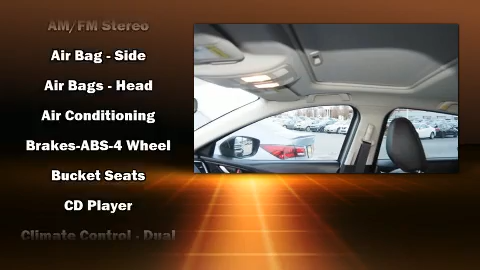 AM/FM Stereo
Air Bag - Side
Air Bags - Head
Air Conditioning
Brakes-ABS-4 Wheel
Bucket Seats
CD Player
Climate Control - Dual